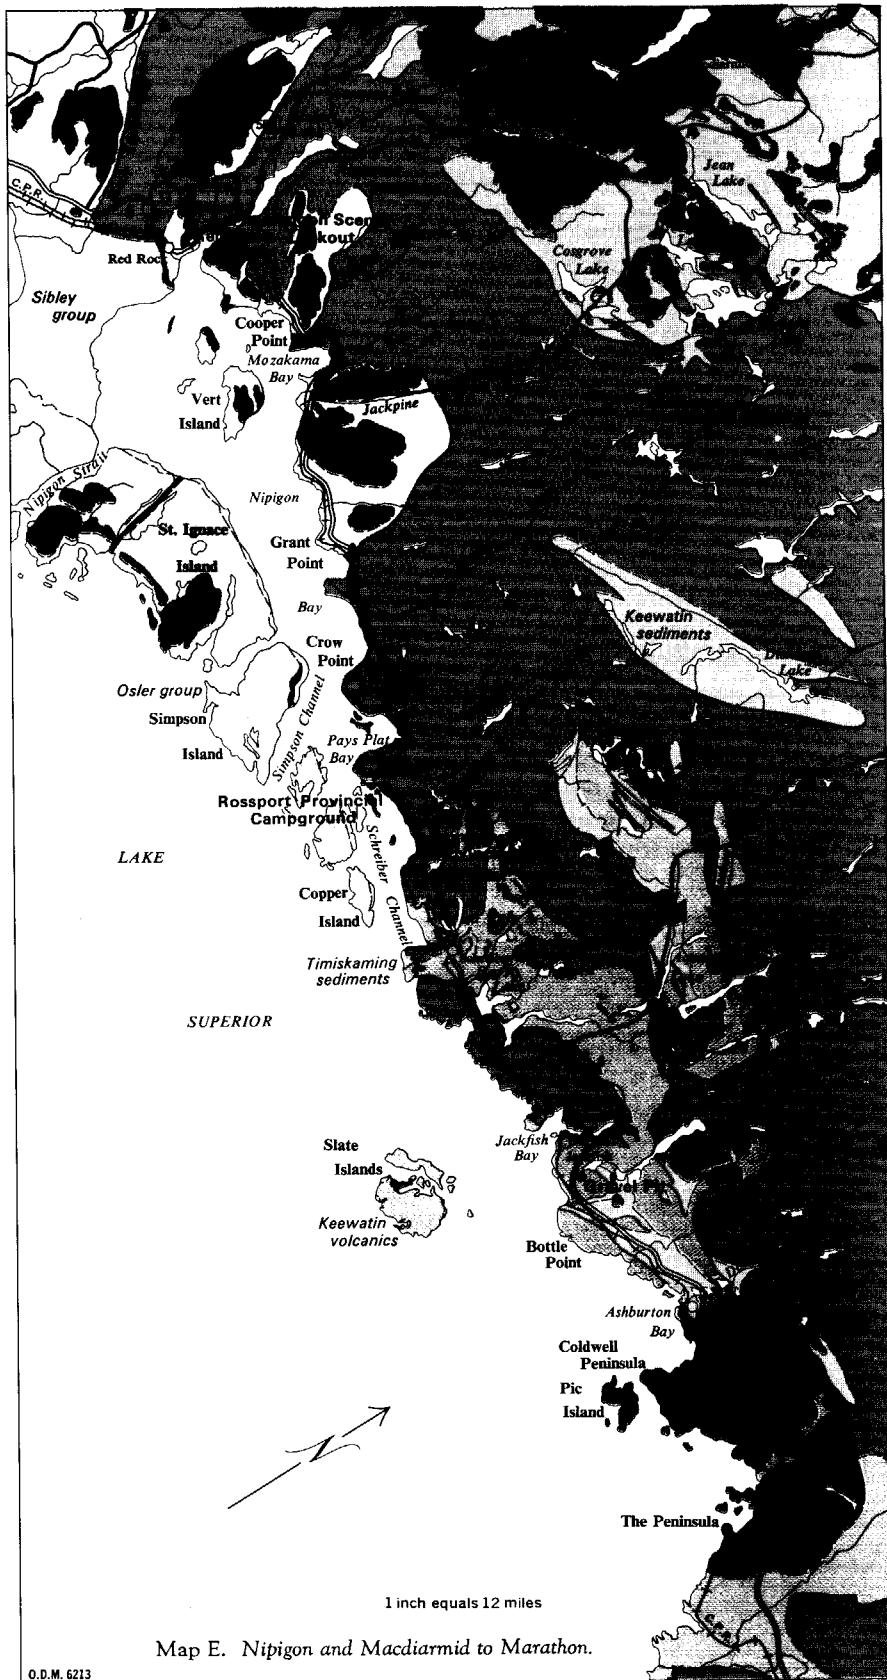 Jean
Lake
C.P.R.
Cosgrove
Lake
Red Roc
Sibley
group
Cooper
Point
Mozakama
Bay
Vert
Island
Jackpine
Nipigon Strait
Nipigon
St. Ignace
Island
Grant
Point
Bay
Keewatin
sediments
Lake
Crow
Point
Osler group
Simpson
Island
Simpson Channel
Pays Plat
Bay
Rossport Provincial
Campground
LAKE
Schreiber Channel
Copper
Island
Timiskaming
sediments
SUPERIOR
Jackfish
Bay
Slate
Islands
Keewatin
volcanics
Bottle
Point
Ashburton
Bay
Coldwell
Peninsula
Pic
Island
N
The Peninsula
1 inch equals 12 miles
C.P.R.
Map E. Nipigon and Macdiarmid to Marathon.
O.D.M. 6213